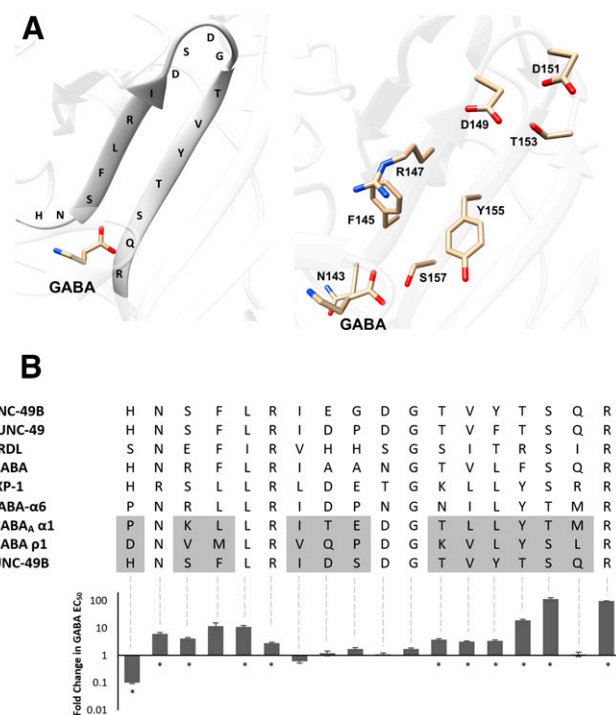 A
D
S
G
D
I
T
R
V
L
Y
F
T
S
S
H N
Q
R
GABA
D151
D149
T153
R147
F145
Y155
N143
S157
GABA
B
NC-49B H N S F L R I E G D G T V Y T S Q R
UNC-49 H N S F L R I D P D G T V F T S Q R
RDL S N E F I R V H H S G S I T R S I R
GABA H N R F L R I A A N G T V L F S Q R
XP-1 H R S L L R L D E T G K L L Y S R R
ABA-α6 P N R L L R I D P N G N I L Y T M R
GABAA α1 P N K L L R I T E D G T L L Y T M R
GABA ρ1 D N V M L R V Q P D G K V L Y S L R
UNC-49B H N S F L R I D S D G T V Y T S Q R
Fold Change in GABA EC50
100
10
1
0.1
0.01
* * * * * * * * * * *